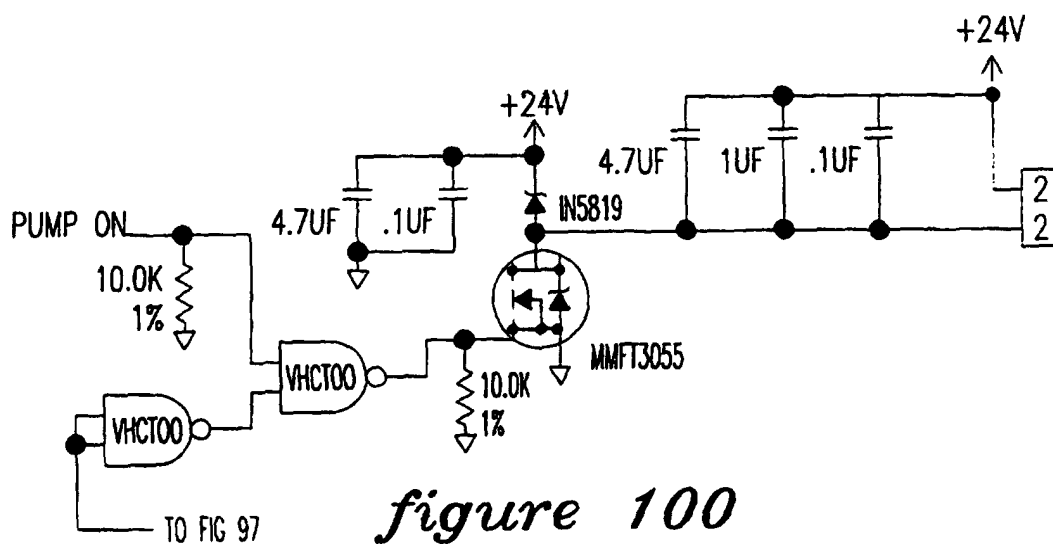 +24V
+24V
4.7UF
1UF
.1UF
4.7UF
.1UF
IN5819
2
2
PUMP ON
10.0K
1%
VHCT00
MMFT3055
10.0K
1%
VHCT00
TO FIG 97
figure 100